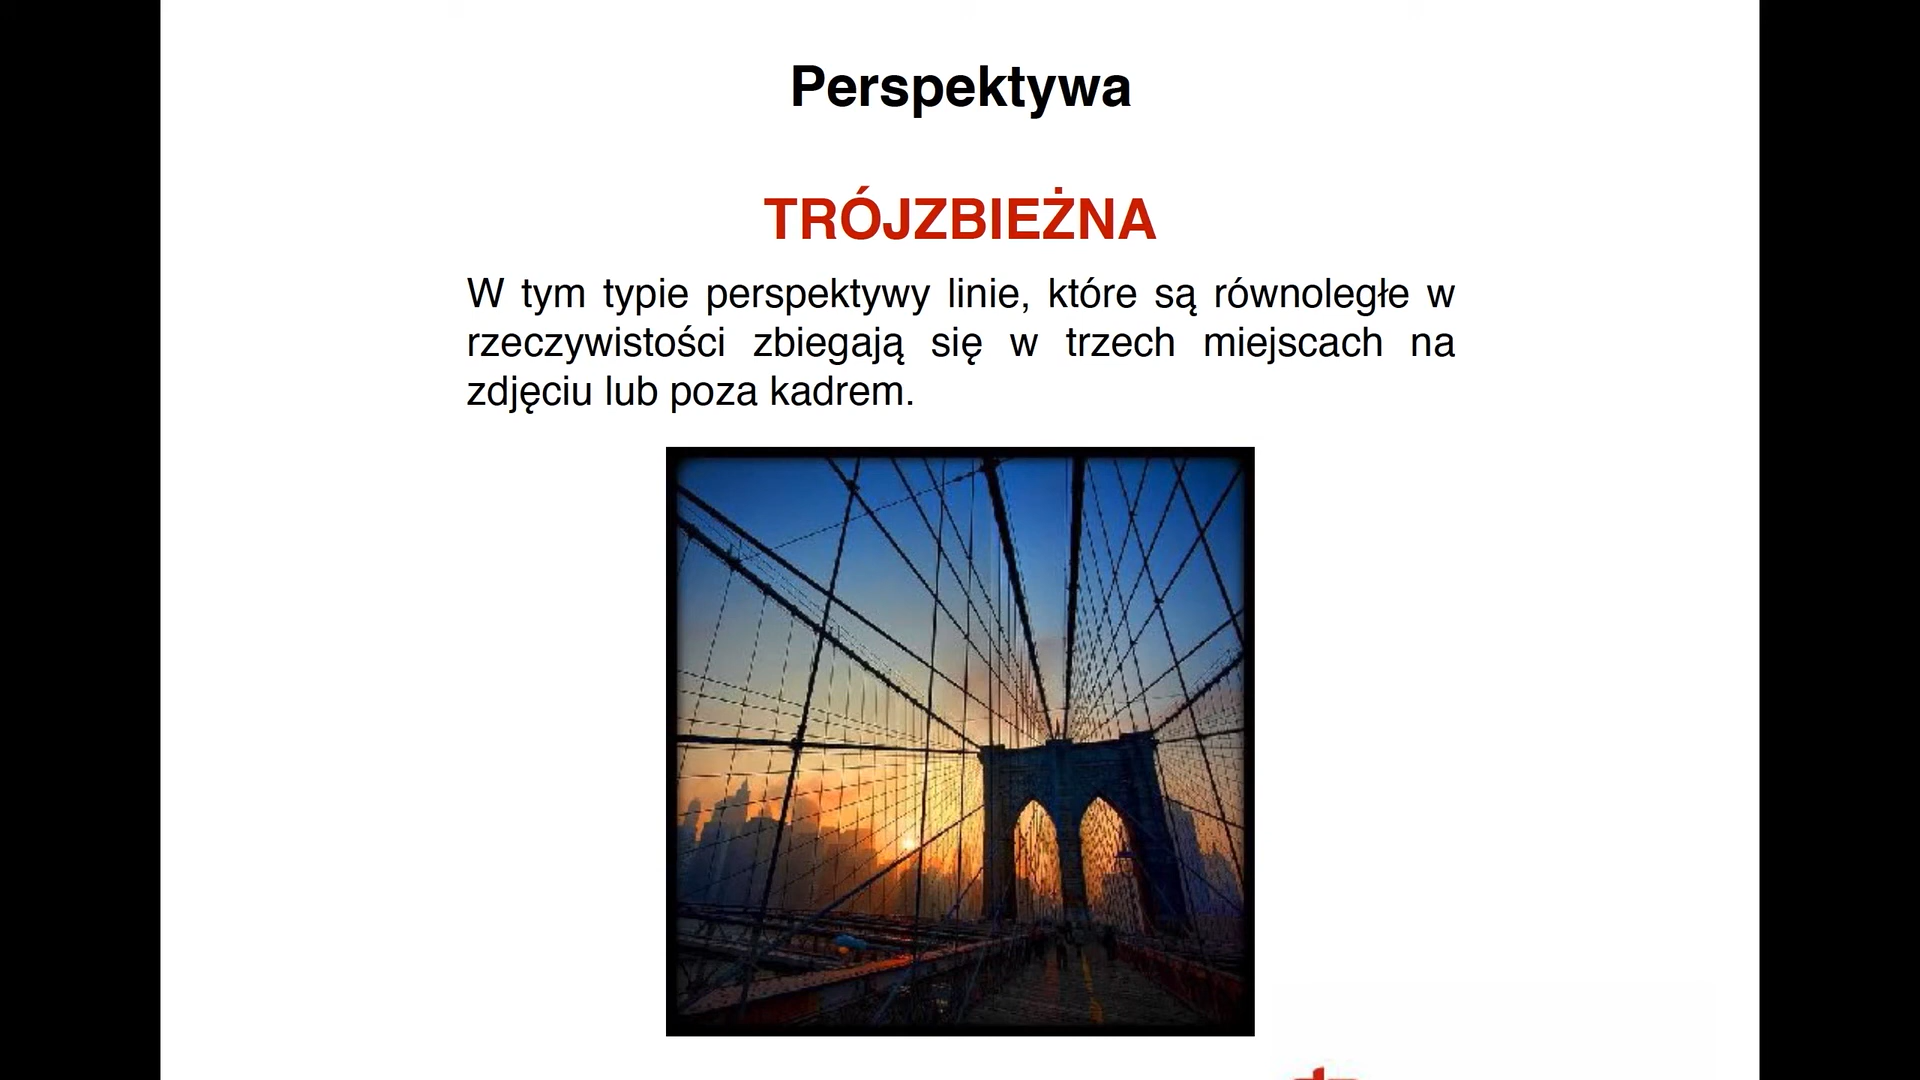 Perspektywa
TRÓJZBIEŻNA
W tym typie perspektywy linie, które są równoległe w
rzeczywistości zbiegają się w trzech miejscach na
zdjęciu lub poza kadrem.